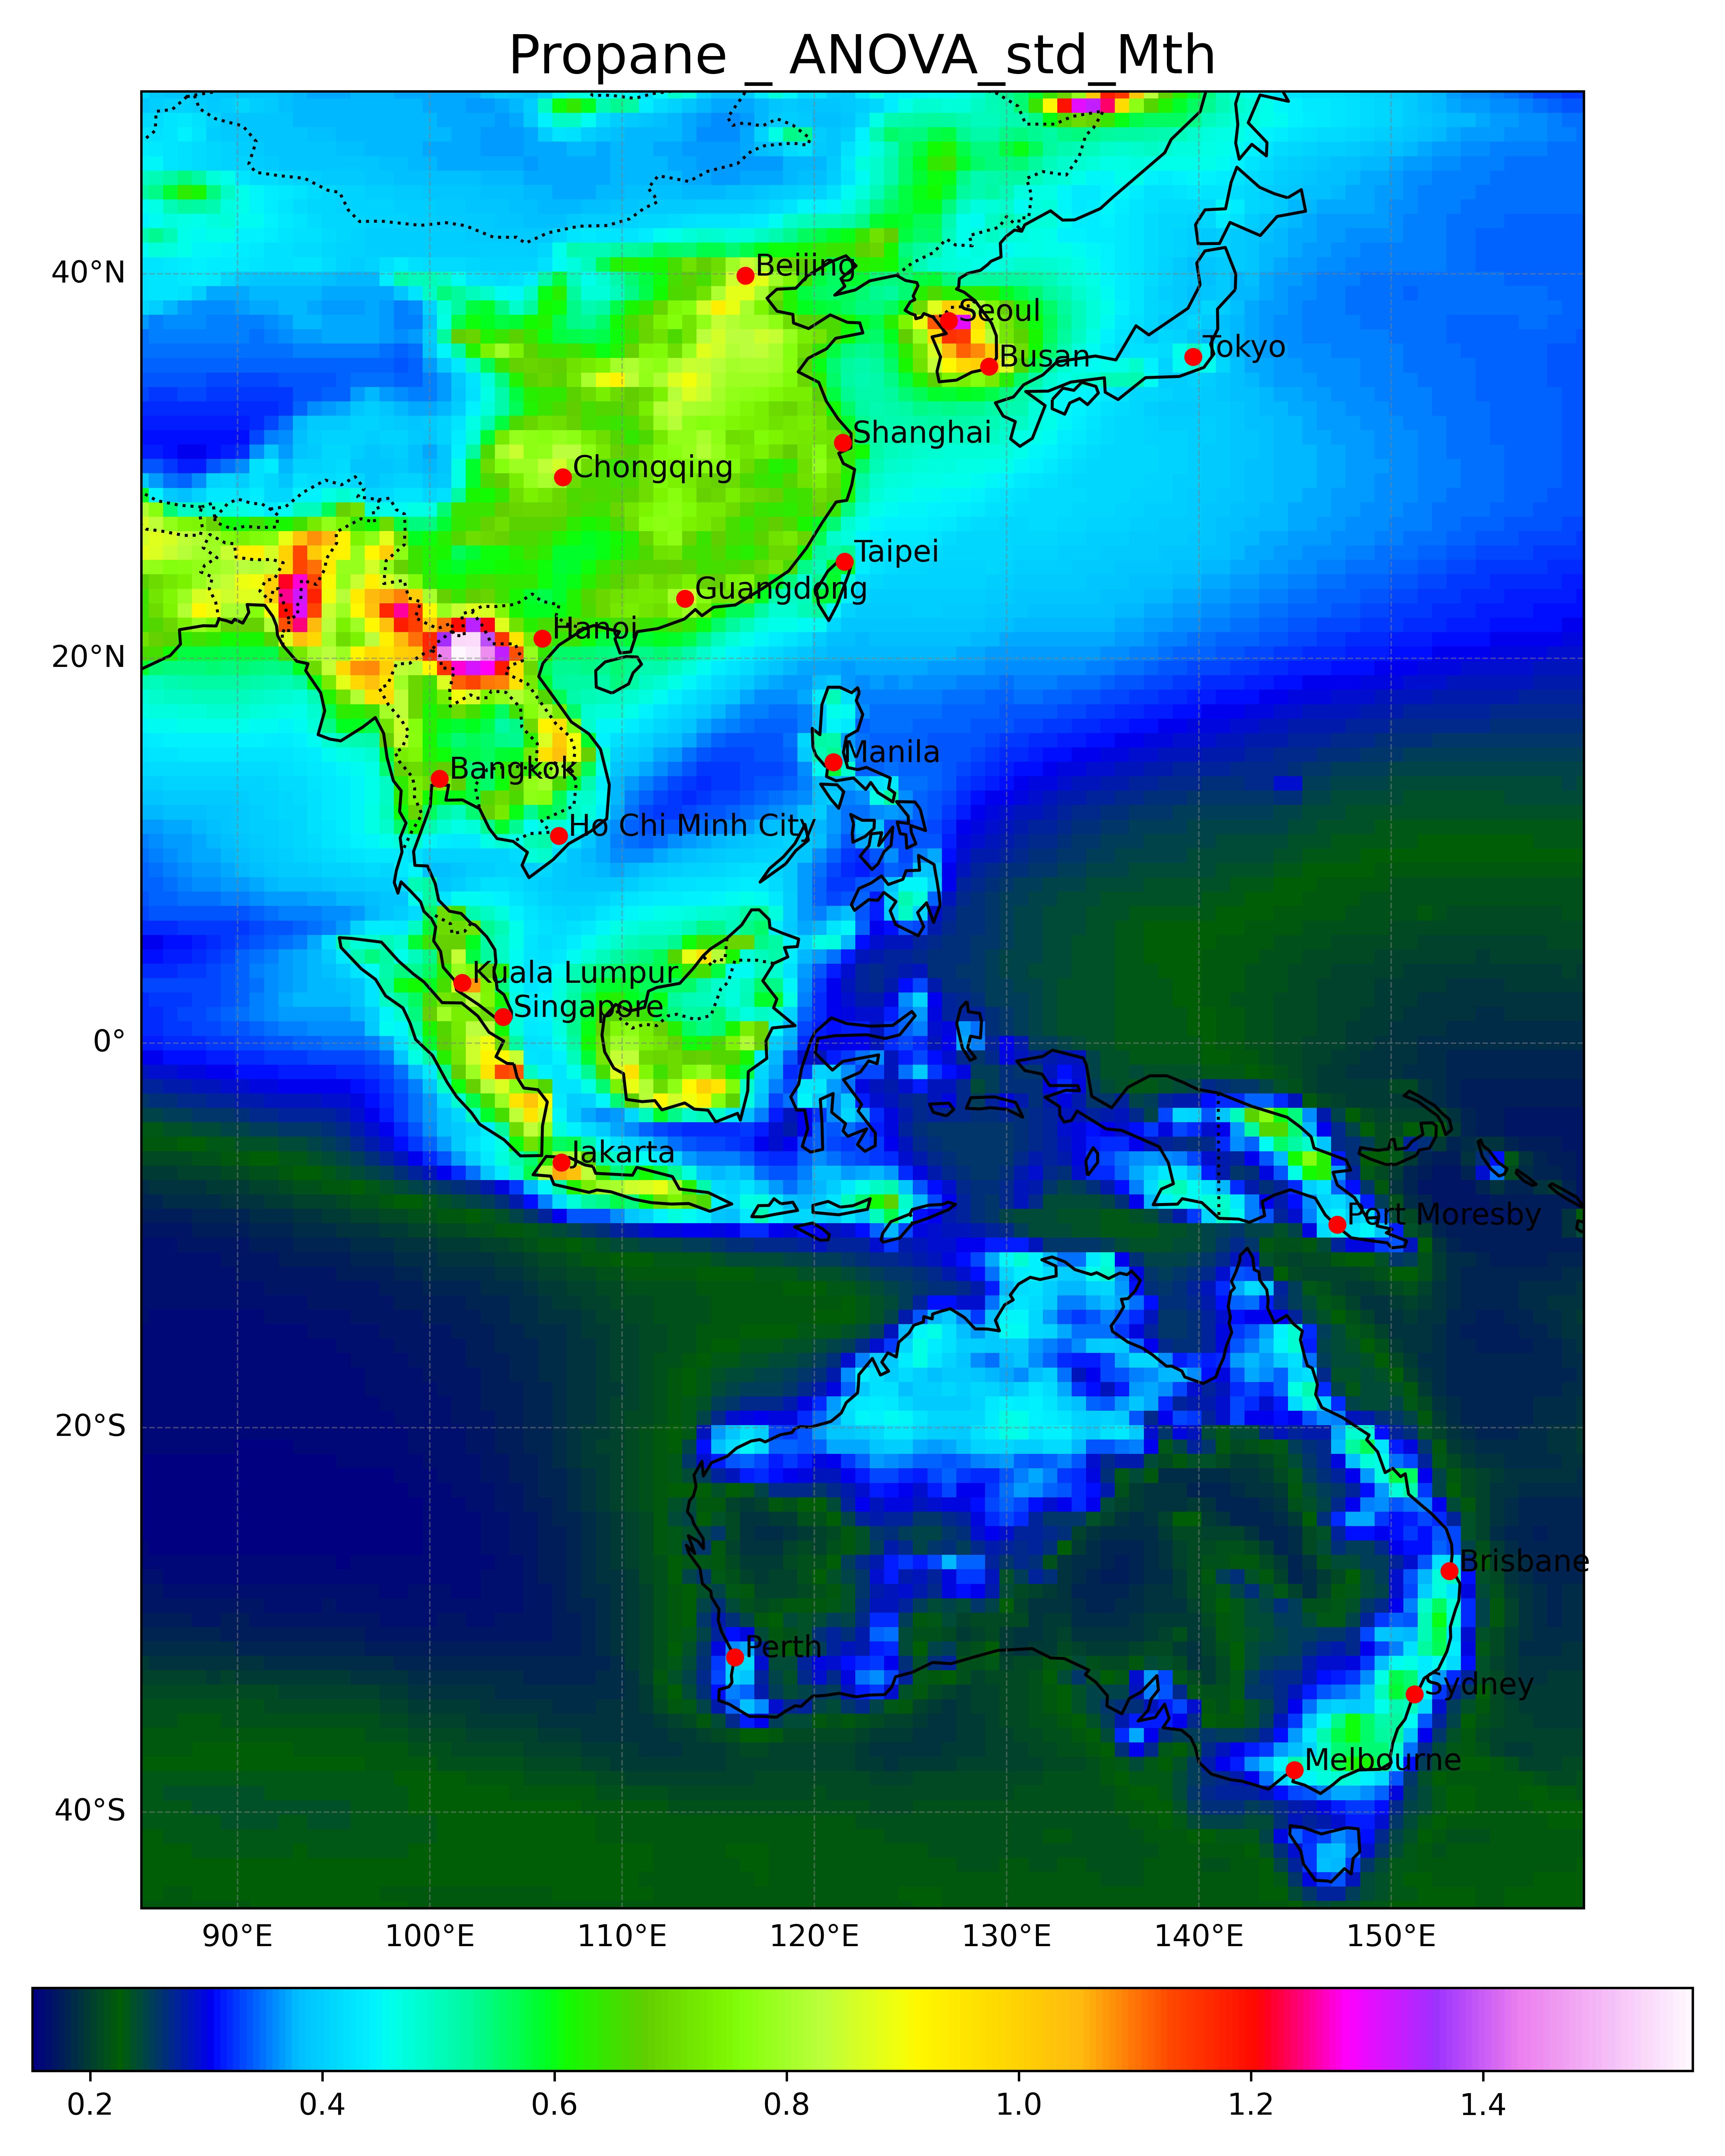 Propane _ ANOVA_std_Mth
40°N
20°N
0°
20°S
40°S
Beijing
Seoul
Busan
Tokyo
Shanghai
Chongqing
Taipei
Guangdong
Hanoi
Manila
Bangkok
Ho Chi Minh City
Kuala Lumpur
Singapore
Jakarta
Port Moresby
Brisbane
Perth
Sydney
Melbourne
90°E 100°E 110°E 120°E 130°E 140°E 150°E
0.2 0.4 0.6 0.8 1.0 1.2 1.4